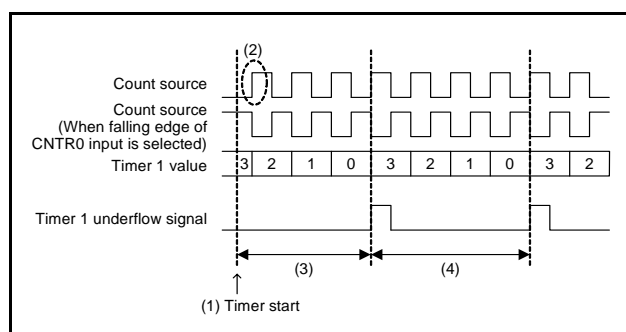 (2)
Count source
Count source
(When falling edge of
CNTR0 input is selected)
Timer 1 value
3 2 1 0 3 2 1 0 3 2
Timer 1 underflow signal
(3) (4)
(1) Timer start